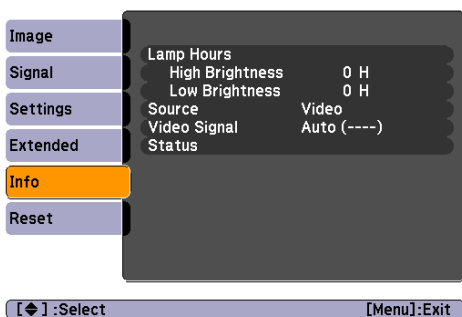 Image
Signal
Settings
Extended
Info
Reset
Lamp Hours
High Brightness 0 H
Low Brightness 0 H
Source Video
Video Signal Auto (----)
Status
[◆] :Select [Menu]:Exit